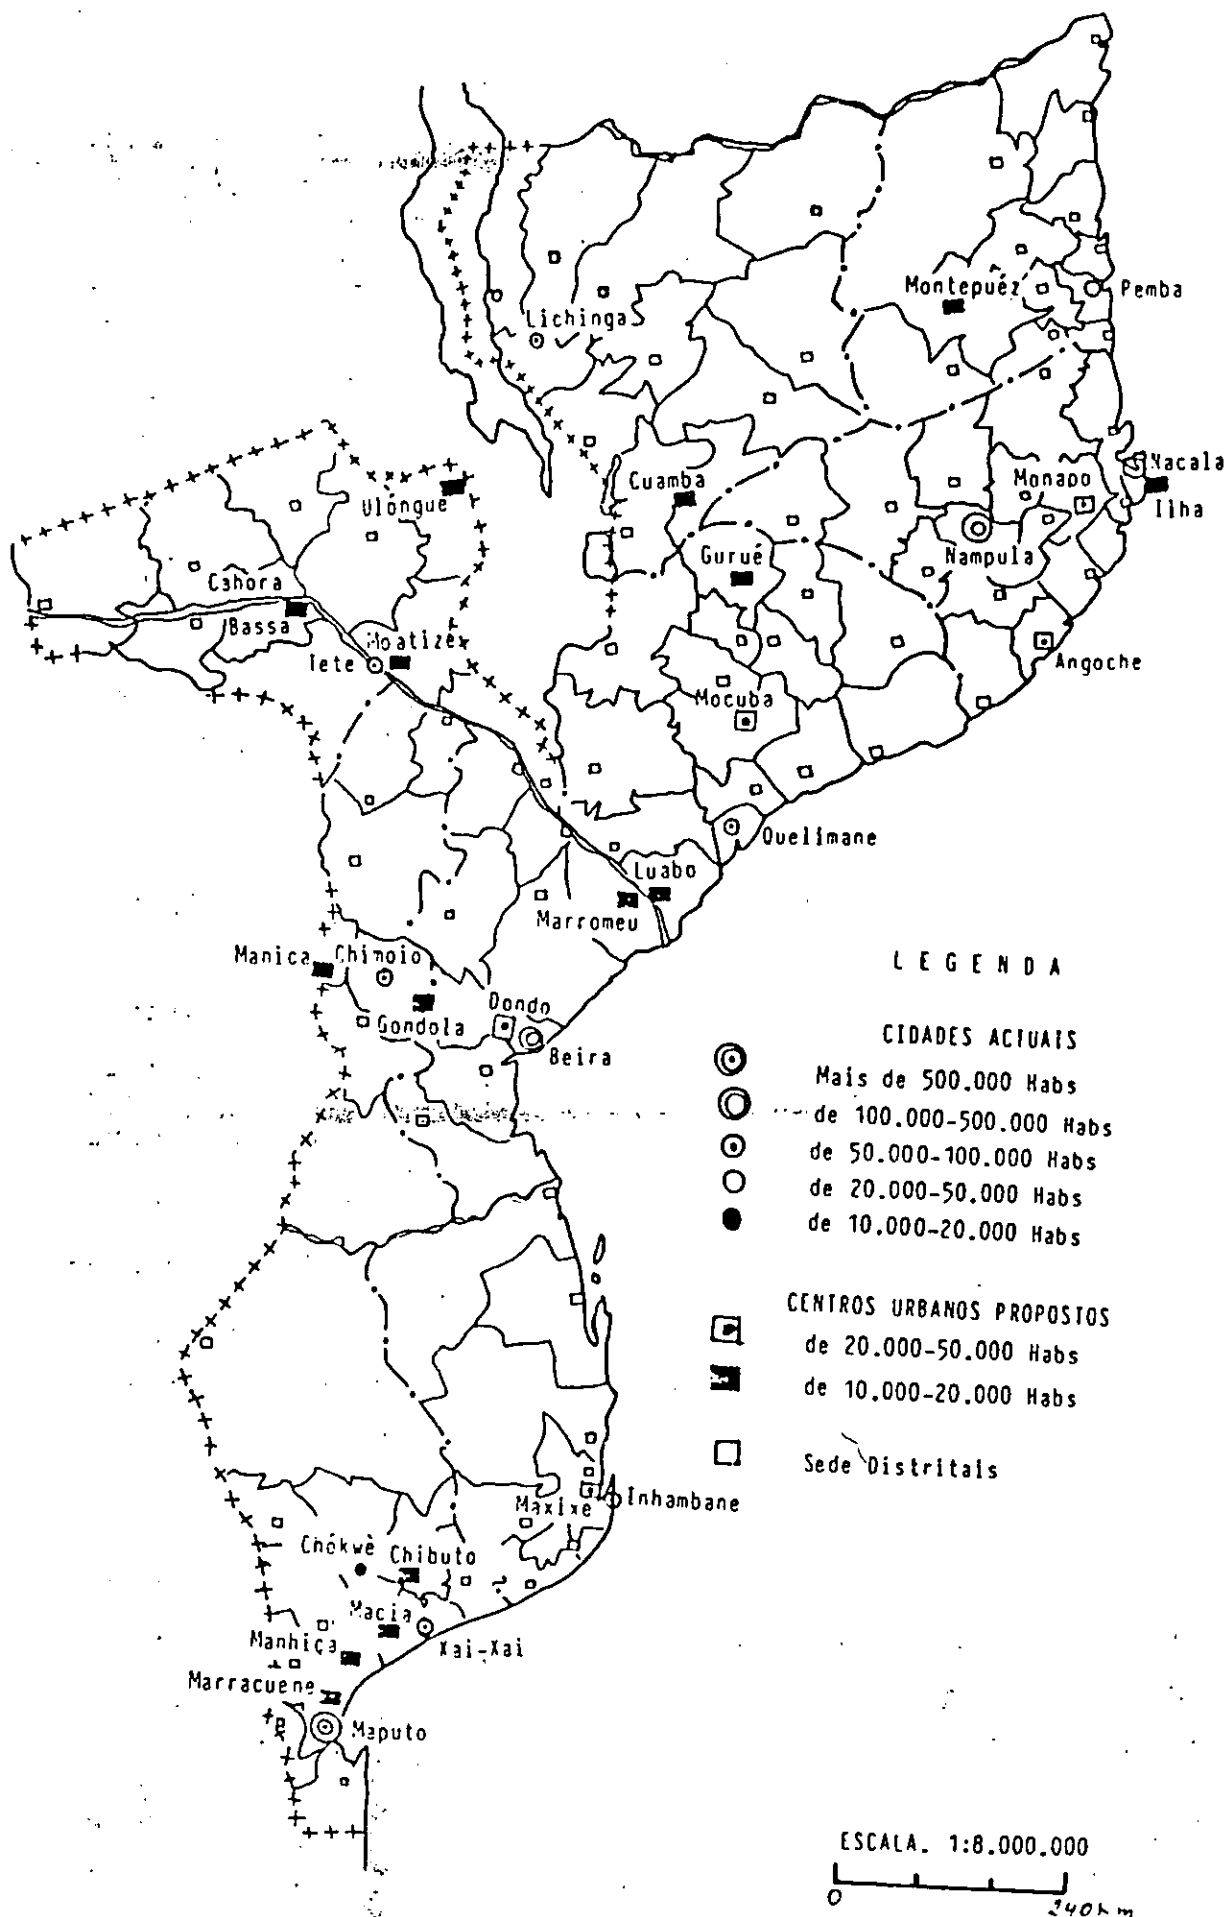 Montepuéz
Pemba
Lichinga
Cuamba
Monapo
Nacala
Ilha
Ulóngue
Nampula
Gurué
Cahora
Bassa
Moatize
Tete
Angoche
Mocuba
Quelimane
Luabo
Marromeu
Manica
Chimoio
Gondola
Dondo
Beira
LEGENDA
CIDADES ACTUAIS
Mais de 500.000 Habs
de 100.000-500.000 Habs
de 50.000-100.000 Habs
de 20.000-50.000 Habs
de 10.000-20.000 Habs
CENTROS URBANOS PROPOSTOS
de 20.000-50.000 Habs
de 10.000-20.000 Habs
Sede Distritais
Maxixe
Inhambane
Chókwè
Chibuto
Macia
Xai-Xai
Manhiça
Marracuene
Maputo
ESCALA. 1:8.000.000
0
240km